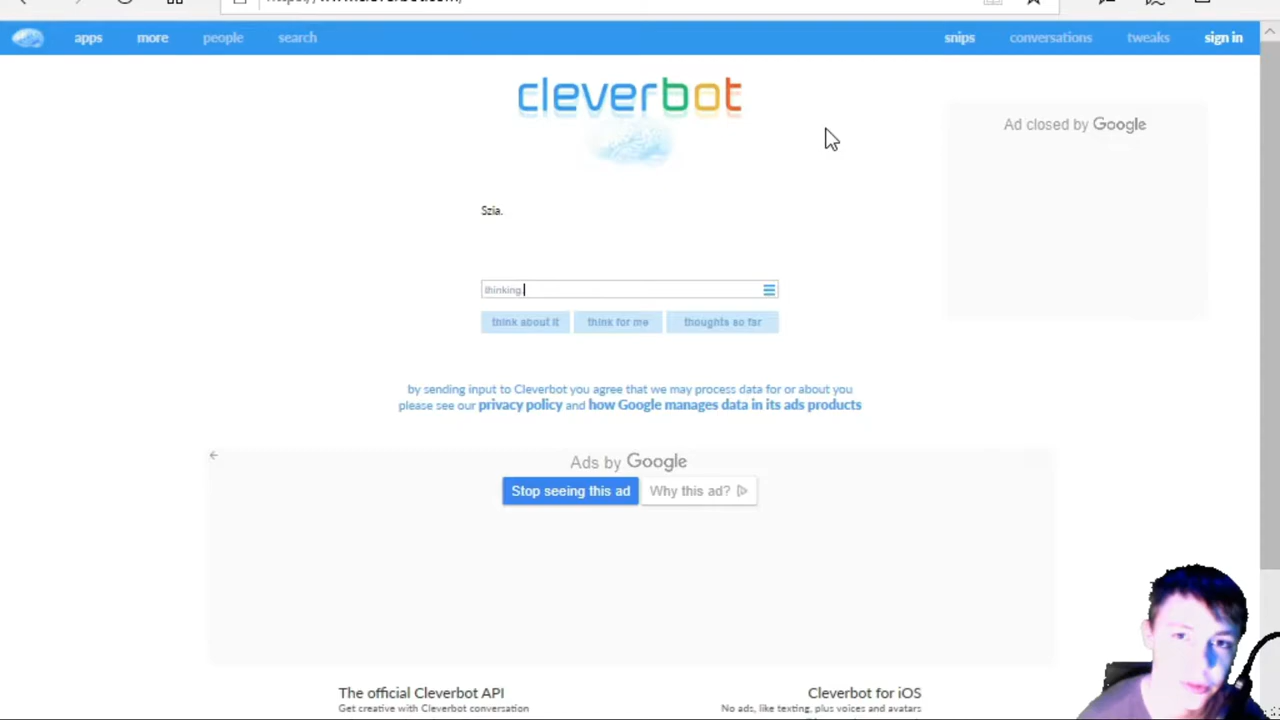 apps more people search snips conversations tweaks sign in
cleverbot
Ad closed by Google
Szia.
thinking.
think about it think for me thoughts so far
by sending input to Cleverbot you agree that we may process data for or about you
please see our privacy policy and how Google manages data in its ads products
Ads by Google
Stop seeing this ad Why this ad?
The official Cleverbot API Cleverbot for iOS
Get creative with Cleverbot conversation No ads, like texting, plus voices and avatars